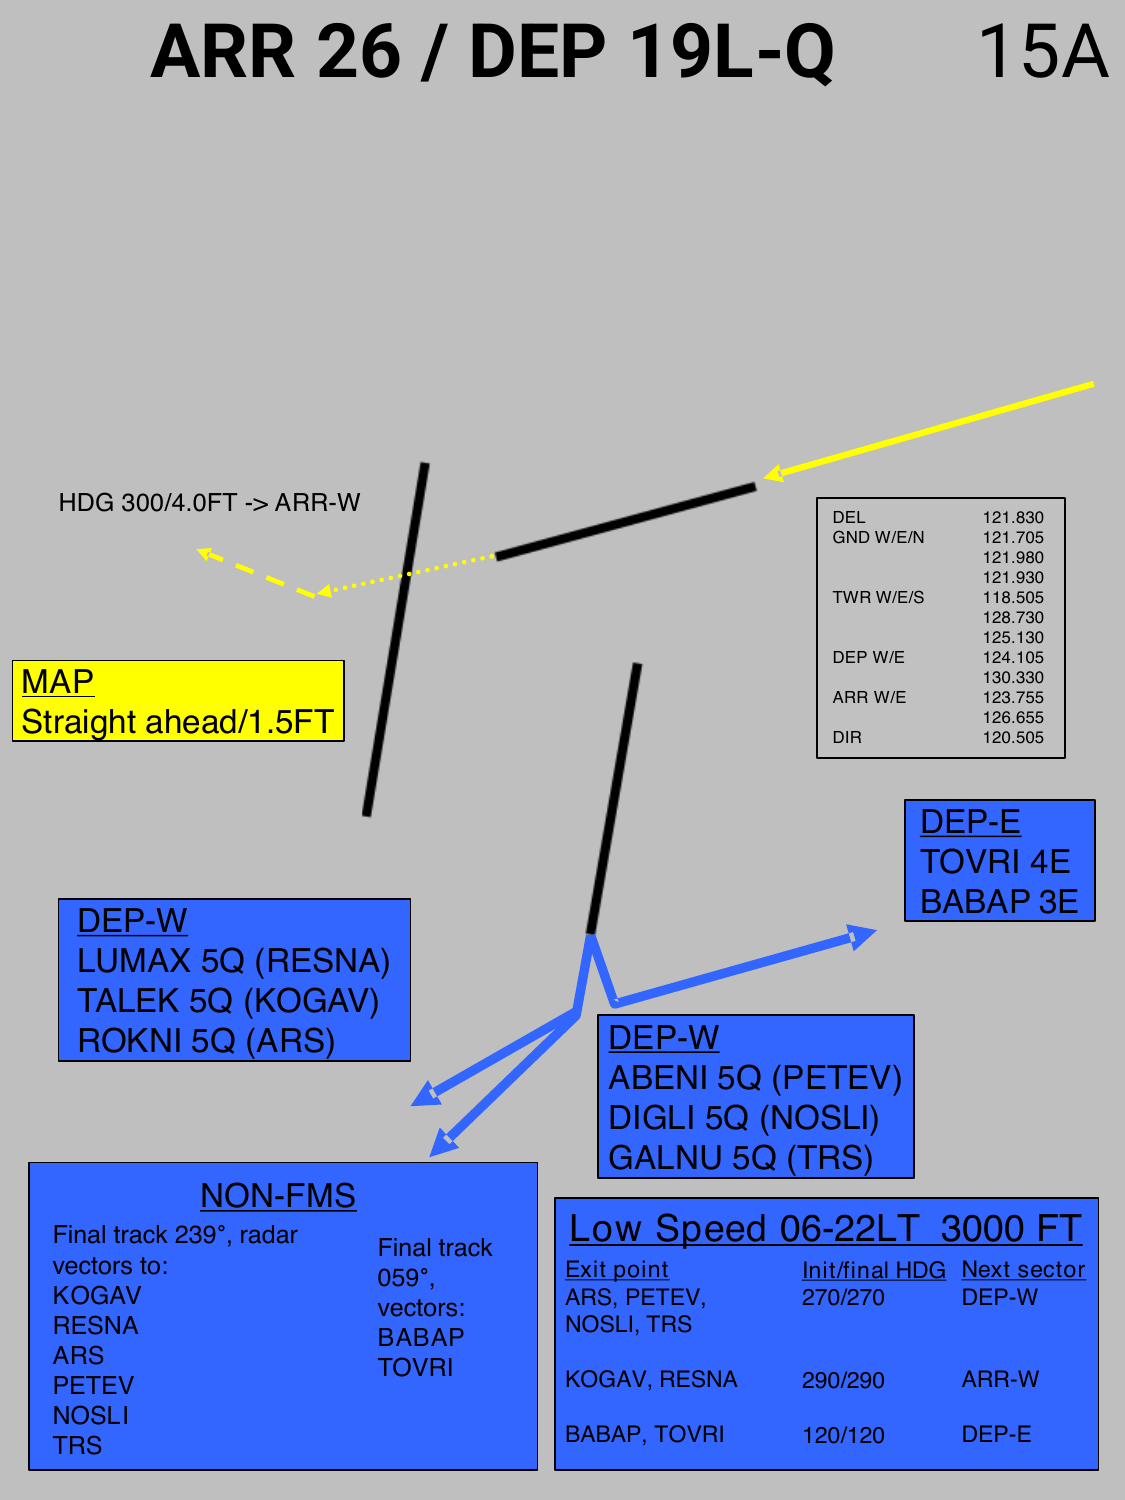 ARR 26 / DEP 19L-Q 15A
HDG 300/4.0FT -> ARR-W
DEL 121.830
GND W/E/N 121.705
121.980
121.930
TWR W/E/S 118.505
128.730
125.130
DEP W/E 124.105
130.330
ARR W/E 123.755
126.655
DIR 120.505
MAP
Straight ahead/1.5FT
DEP-E
TOVRI 4E
BABAP 3E
DEP-W
LUMAX 5Q (RESNA)
TALEK 5Q (KOGAV)
ROKNI 5Q (ARS)
DEP-W
ABENI 5Q (PETEV)
DIGLI 5Q (NOSLI)
GALNU 5Q (TRS)
NON-FMS
Final track 239°, radar
vectors to:
KOGAV
RESNA
ARS
PETEV
NOSLI
TRS
Final track
059°,
vectors:
BABAP
TOVRI
Low Speed 06-22LT 3000 FT
Exit point Init/final HDG Next sector
ARS, PETEV, 270/270 DEP-W
NOSLI, TRS
KOGAV, RESNA 290/290 ARR-W
BABAP, TOVRI 120/120 DEP-E